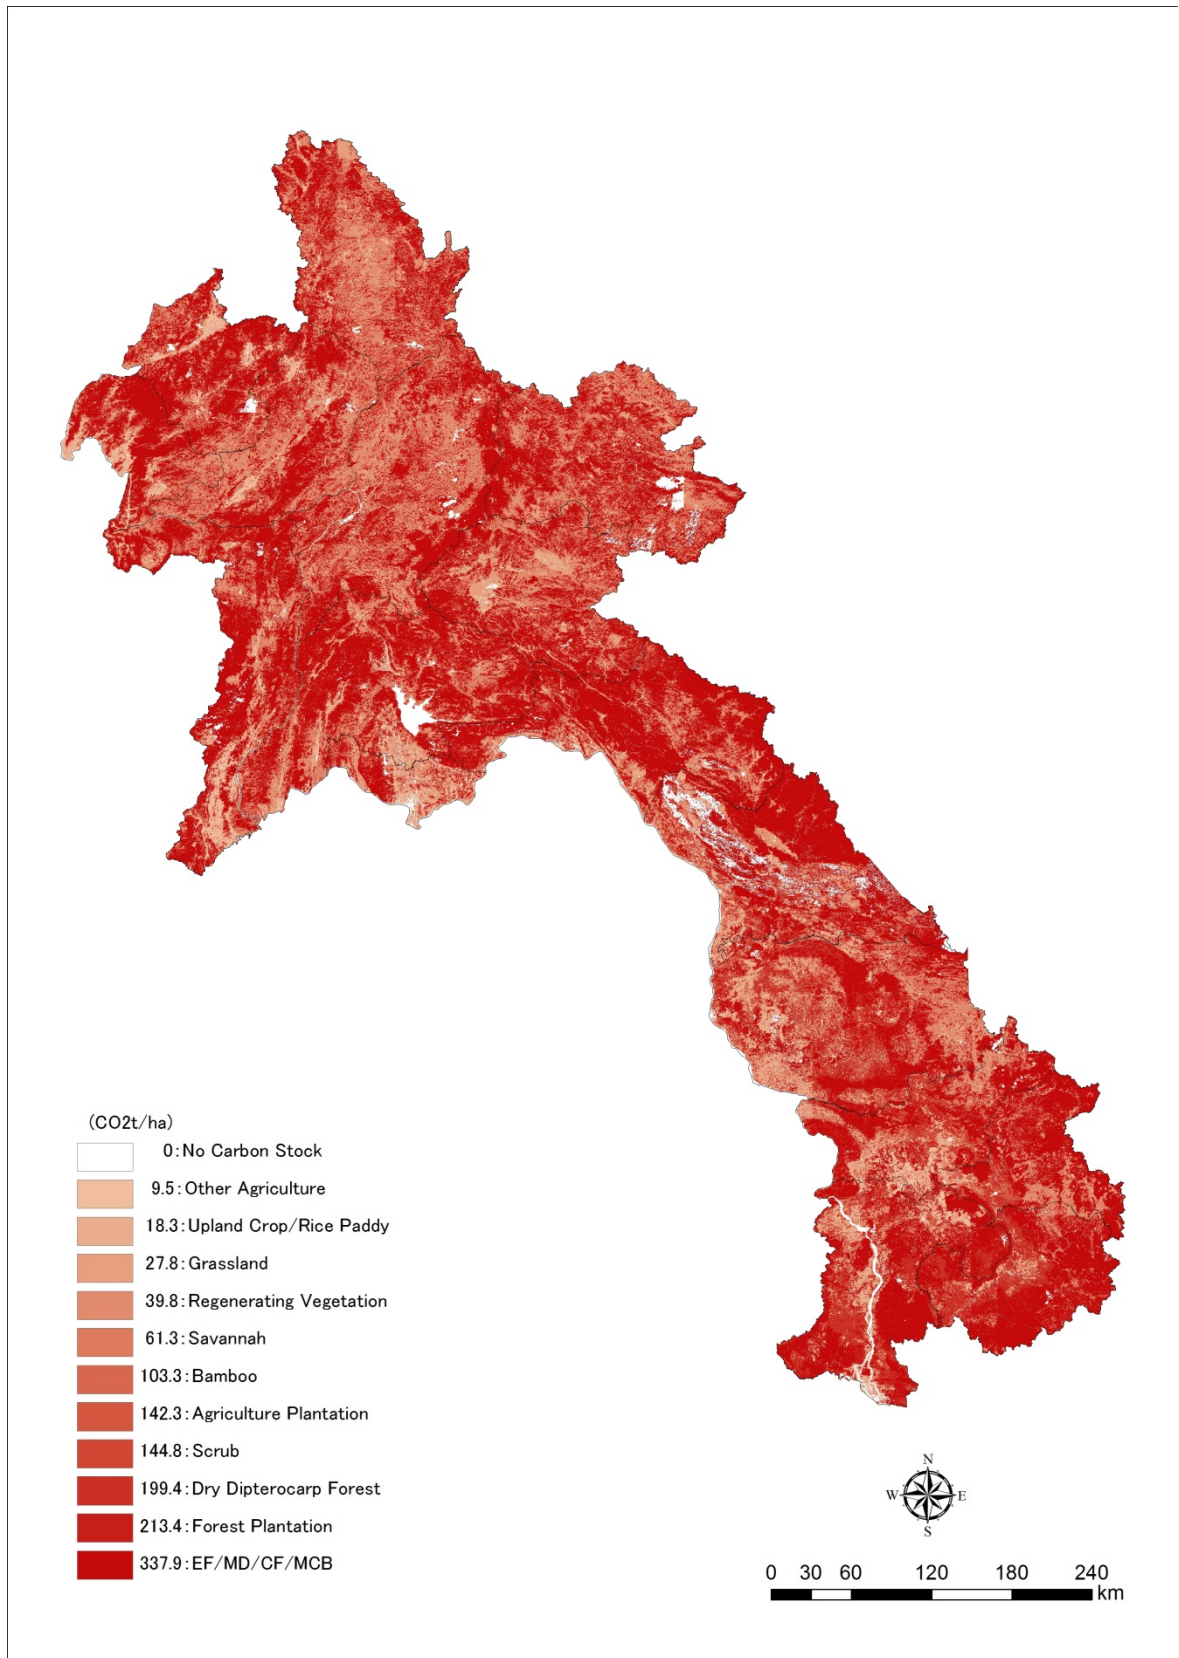 (CO2t/ha)
0:No Carbon Stock
9.5:Other Agriculture
18.3:Upland Crop/Rice Paddy
27.8:Grassland
39.8:Regenerating Vegetation
61.3:Savannah
103.3:Bamboo
142.3:Agriculture Plantation
144.8:Scrub
199.4:Dry Dipterocarp Forest
213.4:Forest Plantation
337.9:EF/MD/CF/MCB
N
W E
S
0 30 60 120 180 240
km